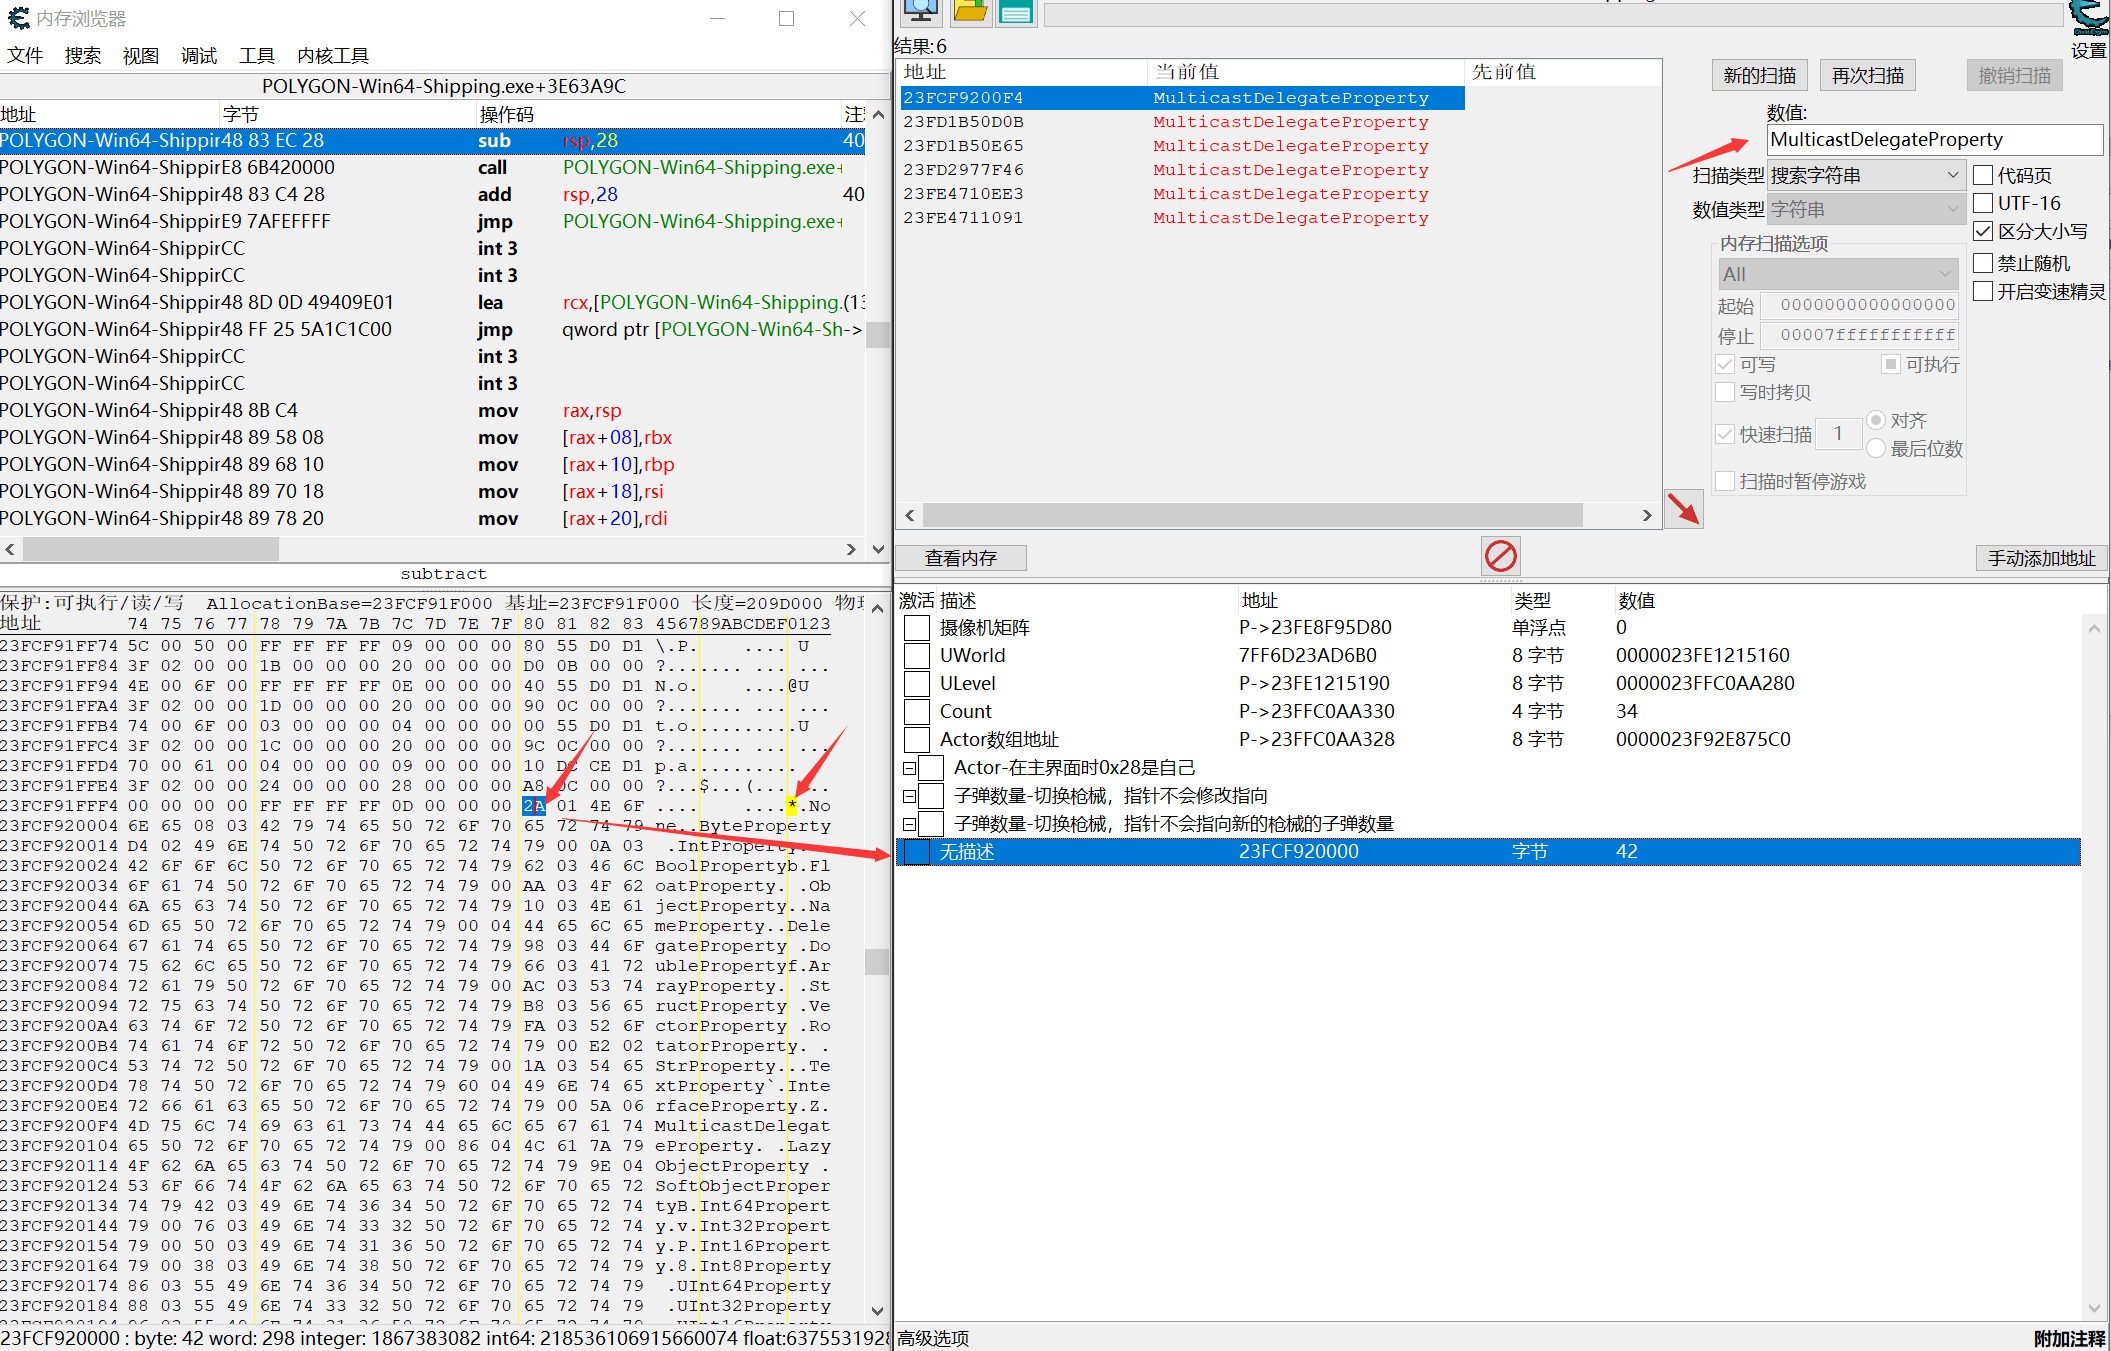 内存浏览器
文件 搜索 视图 调试 工具 内核工具
POLYGON-Win64-Shipping.exe+3E63A9C
地址 字节 操作码 注
POLYGON-Win64-Shippir48 83 EC 28 sub rsp,28 40
POLYGON-Win64-ShippirE8 6B420000 call POLYGON-Win64-Shipping.exe+
POLYGON-Win64-Shippir48 83 C4 28 add rsp,28 40
POLYGON-Win64-ShippirE9 7AFEFFFF jmp POLYGON-Win64-Shipping.exe+
POLYGON-Win64-ShippirCC int 3
POLYGON-Win64-ShippirCC int 3
POLYGON-Win64-Shippir48 8D 0D 49409E01 lea rcx,[POLYGON-Win64-Shipping.(13
POLYGON-Win64-Shippir48 FF 25 5A1C1C00 jmp qword ptr [POLYGON-Win64-Sh->
POLYGON-Win64-ShippirCC int 3
POLYGON-Win64-ShippirCC int 3
POLYGON-Win64-Shippir48 8B C4 mov rax,rsp
POLYGON-Win64-Shippir48 89 58 08 mov [rax+08],rbx
POLYGON-Win64-Shippir48 89 68 10 mov [rax+10],rbp
POLYGON-Win64-Shippir48 89 70 18 mov [rax+18],rsi
POLYGON-Win64-Shippir48 89 78 20 mov [rax+20],rdi
subtract
保护:可执行/读/写 AllocationBase=23FCF91F000 基址=23FCF91F000 长度=209D000 物理
地址 74 75 76 77 78 79 7A 7B 7C 7D 7E 7F 80 81 82 83 456789ABCDEF0123
23FCF91FF74 5C 00 50 00 FF FF FF FF 09 00 00 00 80 55 D0 D1 \.P. .... U
23FCF91FF84 3F 02 00 00 1B 00 00 00 20 00 00 00 D0 0B 00 00 ?....... ... ...
23FCF91FF94 4E 00 6F 00 FF FF FF FF 0E 00 00 00 40 55 D0 D1 N.o. ....@U
23FCF91FFA4 3F 02 00 00 1D 00 00 00 20 00 00 00 90 0C 00 00 ?....... ... ...
23FCF91FFB4 74 00 6F 00 03 00 00 00 04 00 00 00 00 55 D0 D1 t.o..........U
23FCF91FFC4 3F 02 00 00 1C 00 00 00 20 00 00 00 9C 0C 00 00 ?....... ... ...
23FCF91FFD4 70 00 61 00 04 00 00 00 09 00 00 00 10 DC CE D1 p.a..........
23FCF91FFE4 3F 02 00 00 24 00 00 00 28 00 00 00 A8 0C 00 00 ?...$...(... ...
23FCF91FFF4 00 00 00 00 FF FF FF FF 0D 00 00 00 2A 01 4E 6F .... ....*.No
23FCF920004 6E 65 08 03 42 79 74 65 50 72 6F 70 65 72 74 79 ne..ByteProperty
23FCF920014 D4 02 49 6E 74 50 72 6F 70 65 72 74 79 00 0A 03 .IntProperty..
23FCF920024 42 6F 6F 6C 50 72 6F 70 65 72 74 79 62 03 46 6C BoolPropertyb.Fl
23FCF920034 6F 61 74 50 72 6F 70 65 72 74 79 00 AA 03 4F 62 oatProperty. .Ob
23FCF920044 6A 65 63 74 50 72 6F 70 65 72 74 79 10 03 4E 61 jectProperty..Na
23FCF920054 6D 65 50 72 6F 70 65 72 74 79 00 04 44 65 6C 65 meProperty..Dele
23FCF920064 67 61 74 65 50 72 6F 70 65 72 74 79 98 03 44 6F gateProperty .Do
23FCF920074 75 62 6C 65 50 72 6F 70 65 72 74 79 66 03 41 72 ublePropertyf.Ar
23FCF920084 72 61 79 50 72 6F 70 65 72 74 79 00 AC 03 53 74 rayProperty. .St
23FCF920094 72 75 63 74 50 72 6F 70 65 72 74 79 B8 03 56 65 ructProperty .Ve
23FCF9200A4 63 74 6F 72 50 72 6F 70 65 72 74 79 FA 03 52 6F ctorProperty .Ro
23FCF9200B4 74 61 74 6F 72 50 72 6F 70 65 72 74 79 00 E2 02 tatorProperty. .
23FCF9200C4 53 74 72 50 72 6F 70 65 72 74 79 00 1A 03 54 65 StrProperty...Te
23FCF9200D4 78 74 50 72 6F 70 65 72 74 79 60 04 49 6E 74 65 xtProperty`.Inte
23FCF9200E4 72 66 61 63 65 50 72 6F 70 65 72 74 79 00 5A 06 rfaceProperty.Z.
23FCF9200F4 4D 75 6C 74 69 63 61 73 74 44 65 6C 65 67 61 74 MulticastDelegat
23FCF920104 65 50 72 6F 70 65 72 74 79 00 86 04 4C 61 7A 79 eProperty. .Lazy
23FCF920114 4F 62 6A 65 63 74 50 72 6F 70 65 72 74 79 9E 04 ObjectProperty .
23FCF920124 53 6F 66 74 4F 62 6A 65 63 74 50 72 6F 70 65 72 SoftObjectProper
23FCF920134 74 79 42 03 49 6E 74 36 34 50 72 6F 70 65 72 74 tyB.Int64Propert
23FCF920144 79 00 76 03 49 6E 74 33 32 50 72 6F 70 65 72 74 y.v.Int32Propert
23FCF920154 79 00 50 03 49 6E 74 31 36 50 72 6F 70 65 72 74 y.P.Int16Propert
23FCF920164 79 00 38 03 49 6E 74 38 50 72 6F 70 65 72 74 79 y.8.Int8Property
23FCF920174 86 03 55 49 6E 74 36 34 50 72 6F 70 65 72 74 79 .UInt64Property
23FCF920184 88 03 55 49 6E 74 33 32 50 72 6F 70 65 72 74 79 .UInt32Property
23FCF920000 : byte: 42 word: 298 integer: 1867383082 int64: 218536106915660074 float:6375531928
结果:6
地址 当前值 先前值
23FCF9200F4 MulticastDelegateProperty
23FD1B50D0B MulticastDelegateProperty
23FD1B50E65 MulticastDelegateProperty
23FD2977F46 MulticastDelegateProperty
23FE4710EE3 MulticastDelegateProperty
23FE4711091 MulticastDelegateProperty
设置
新的扫描 再次扫描 撤销扫描
数值:
MulticastDelegateProperty
扫描类型 搜索字符串 代码页
数值类型 字符串 UTF-16
区分大小写
禁止随机
开启变速精灵
内存扫描选项
All
起始 0000000000000000
停止 00007fffffffffff
可写 可执行
写时拷贝
快速扫描 1 对齐
最后位数
扫描时暂停游戏
查看内存 手动添加地址
激活 描述 地址 类型 数值
摄像机矩阵 P->23FE8F95D80 单浮点 0
UWorld 7FF6D23AD6B0 8 字节 0000023FE1215160
ULevel P->23FE1215190 8 字节 0000023FFC0AA280
Count P->23FFC0AA330 4 字节 34
Actor数组地址 P->23FFC0AA328 8 字节 0000023F92E875C0
Actor-在主界面时0x28是自己
子弹数量-切换枪械，指针不会修改指向
子弹数量-切换枪械，指针不会指向新的枪械的子弹数量
无描述 23FCF920000 字节 42
高级选项 附加注释